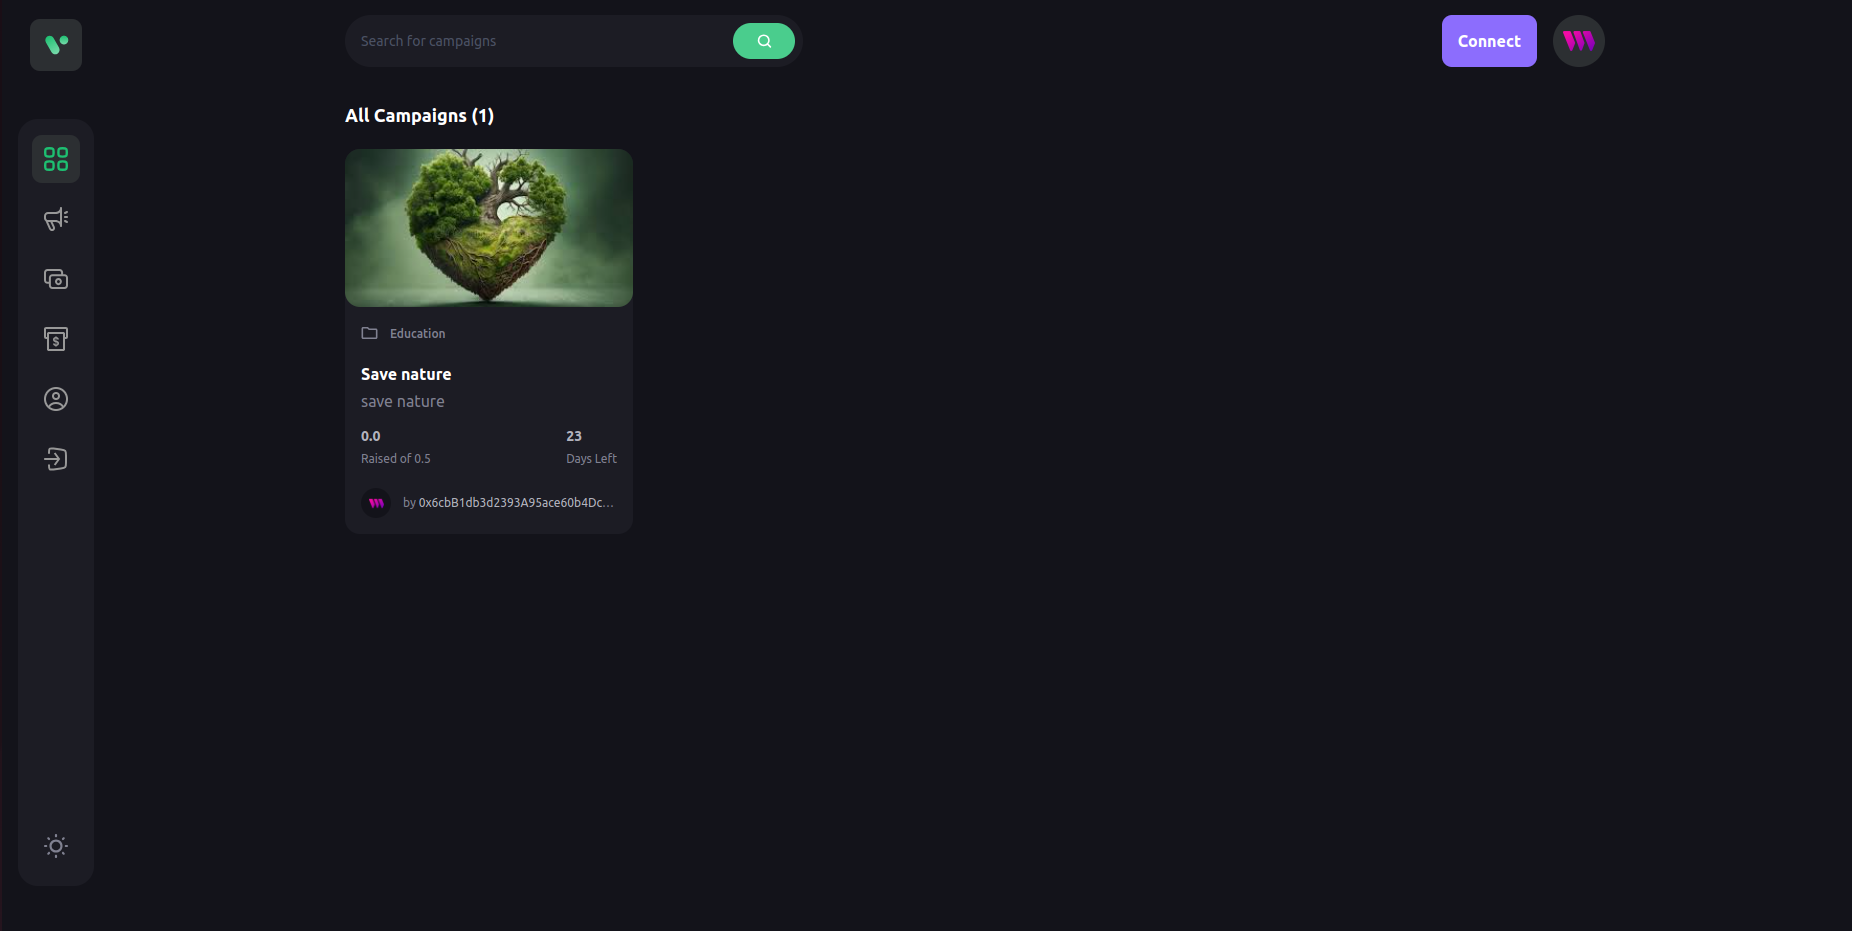 Search for campaigns
Connect
All Campaigns (1)
Education
Save nature
save nature
0.0
23
Raised of 0.5
Days Left
by 0x6cbB1db3d2393A95ace60b4Dc...